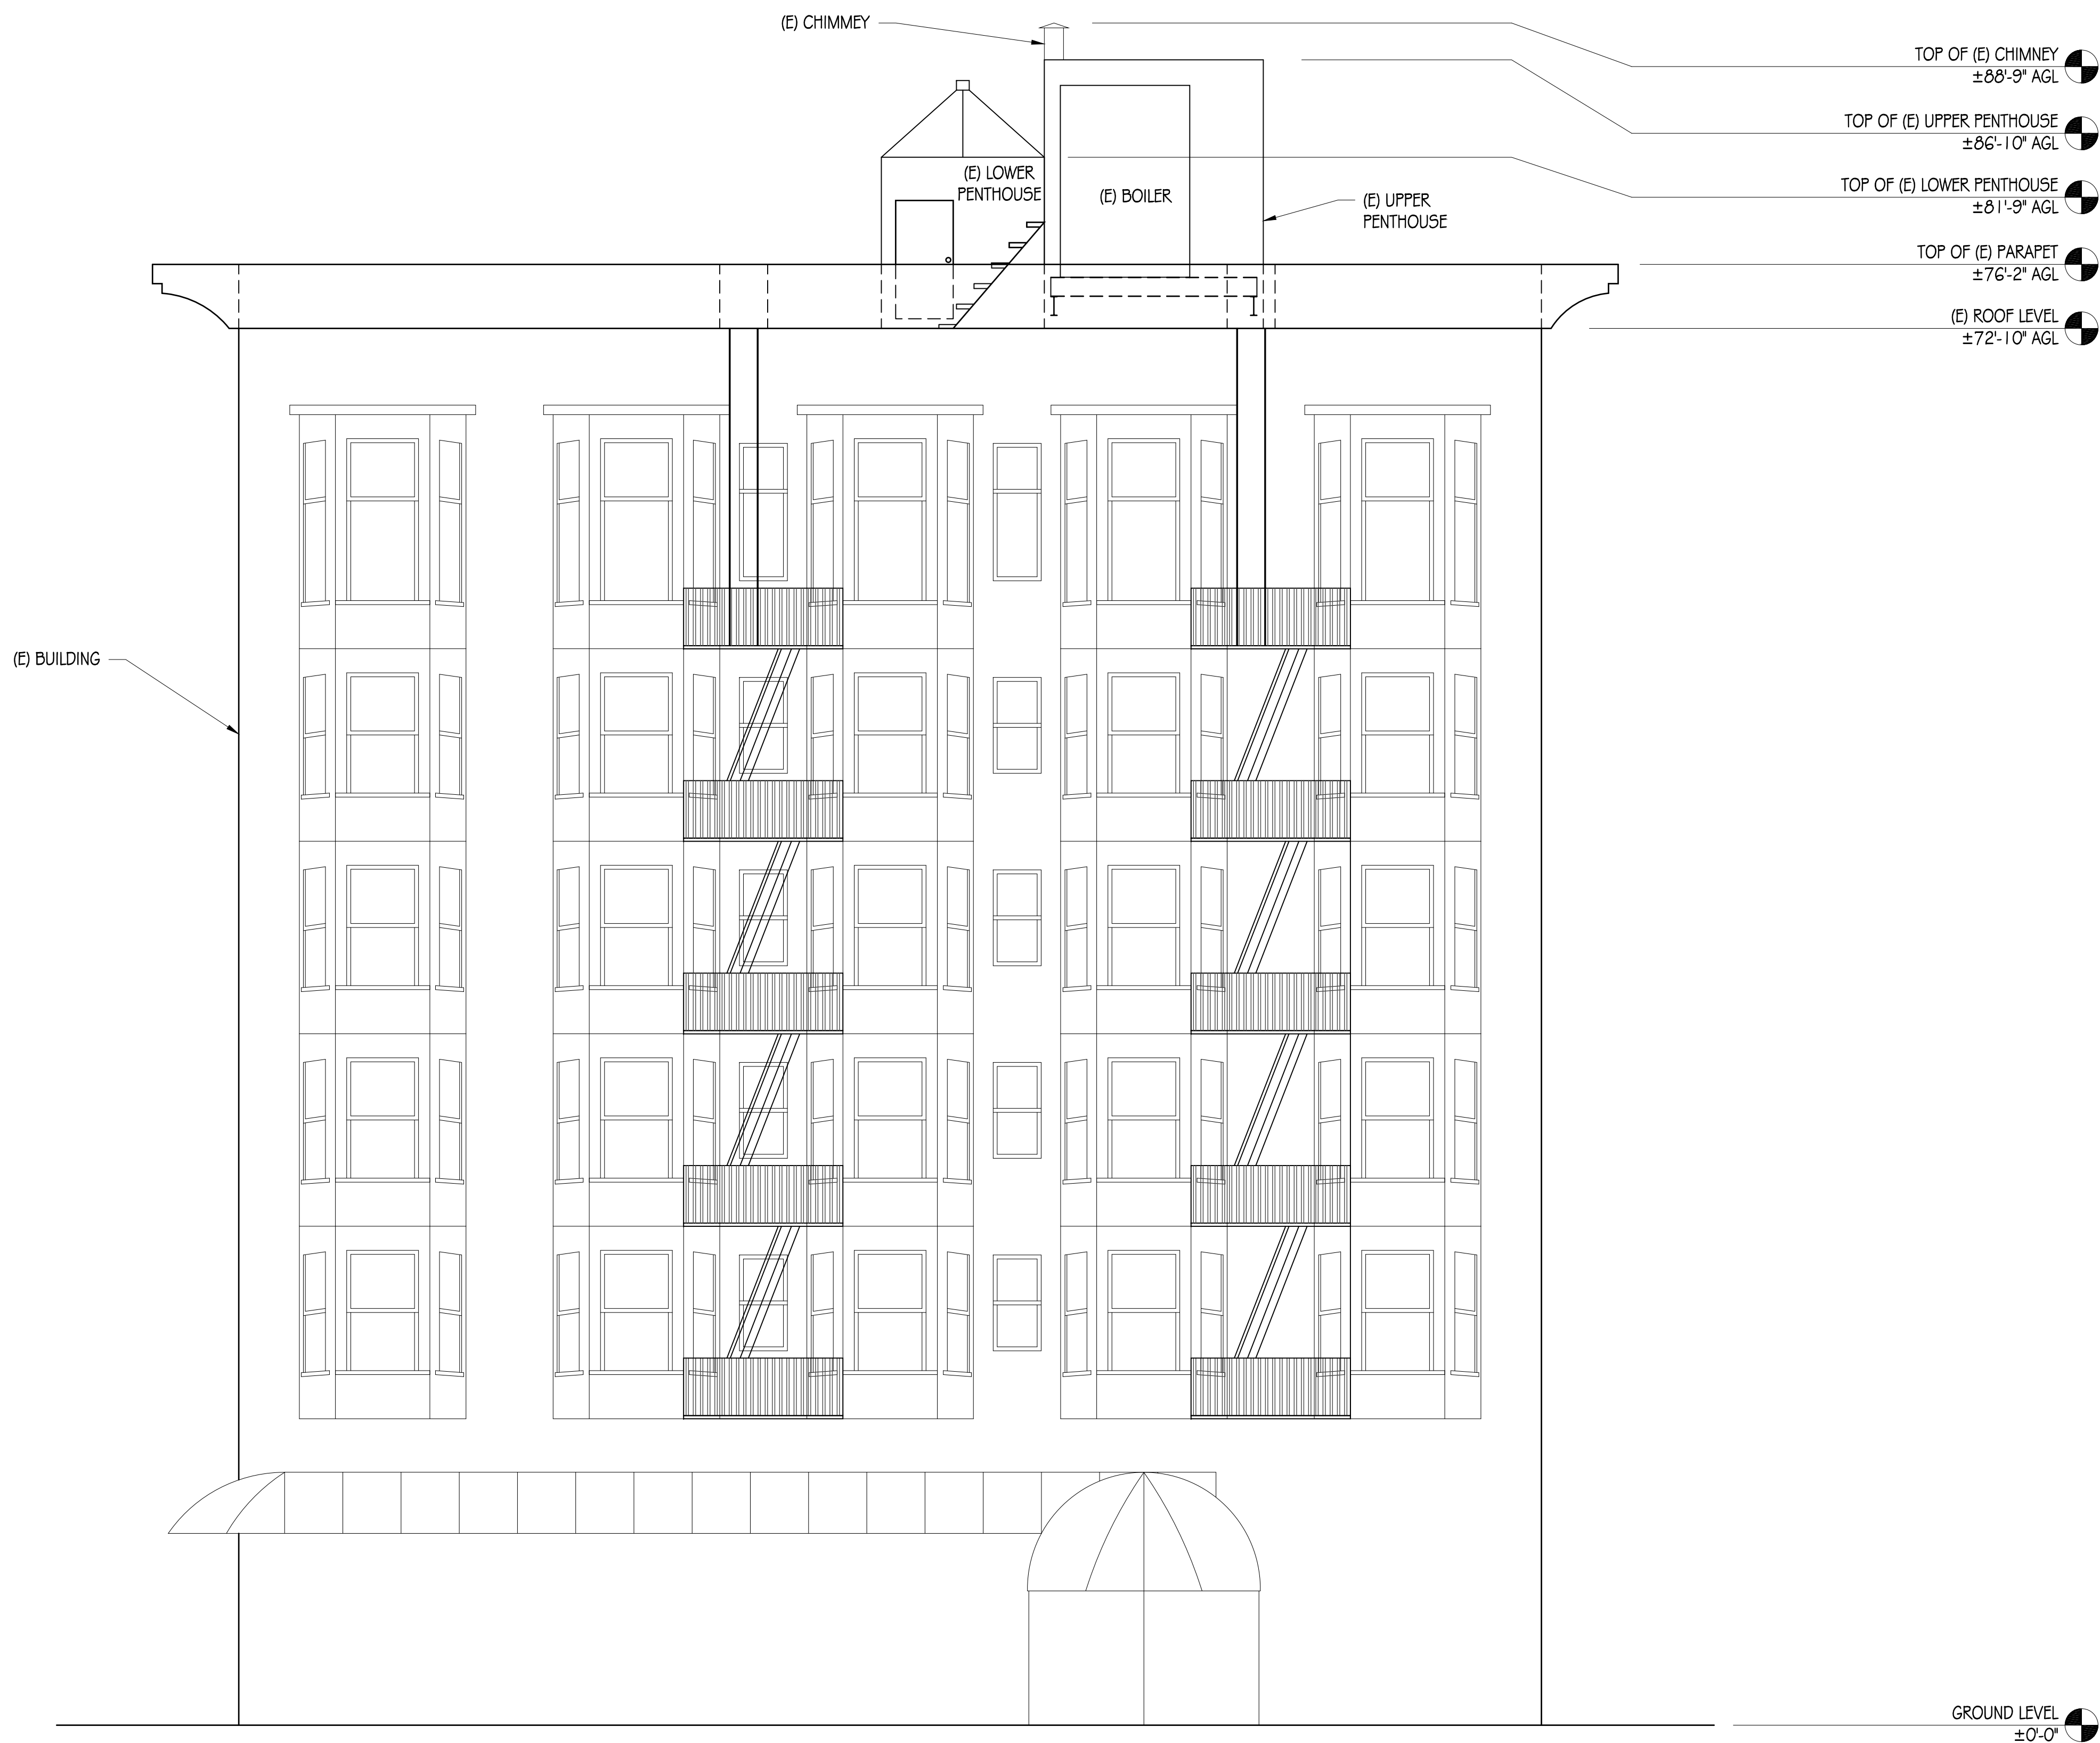 (E) CHIMMEY
TOP OF (E) CHIMNEY
±88'-9" AGL
TOP OF (E) UPPER PENTHOUSE
±86'-10" AGL
(E) LOWER
PENTHOUSE
(E) BOILER
(E) UPPER
PENTHOUSE
TOP OF (E) LOWER PENTHOUSE
±81'-9" AGL
TOP OF (E) PARAPET
±76'-2" AGL
(E) ROOF LEVEL
±72'-10" AGL
(E) BUILDING
GROUND LEVEL
±0'-0"